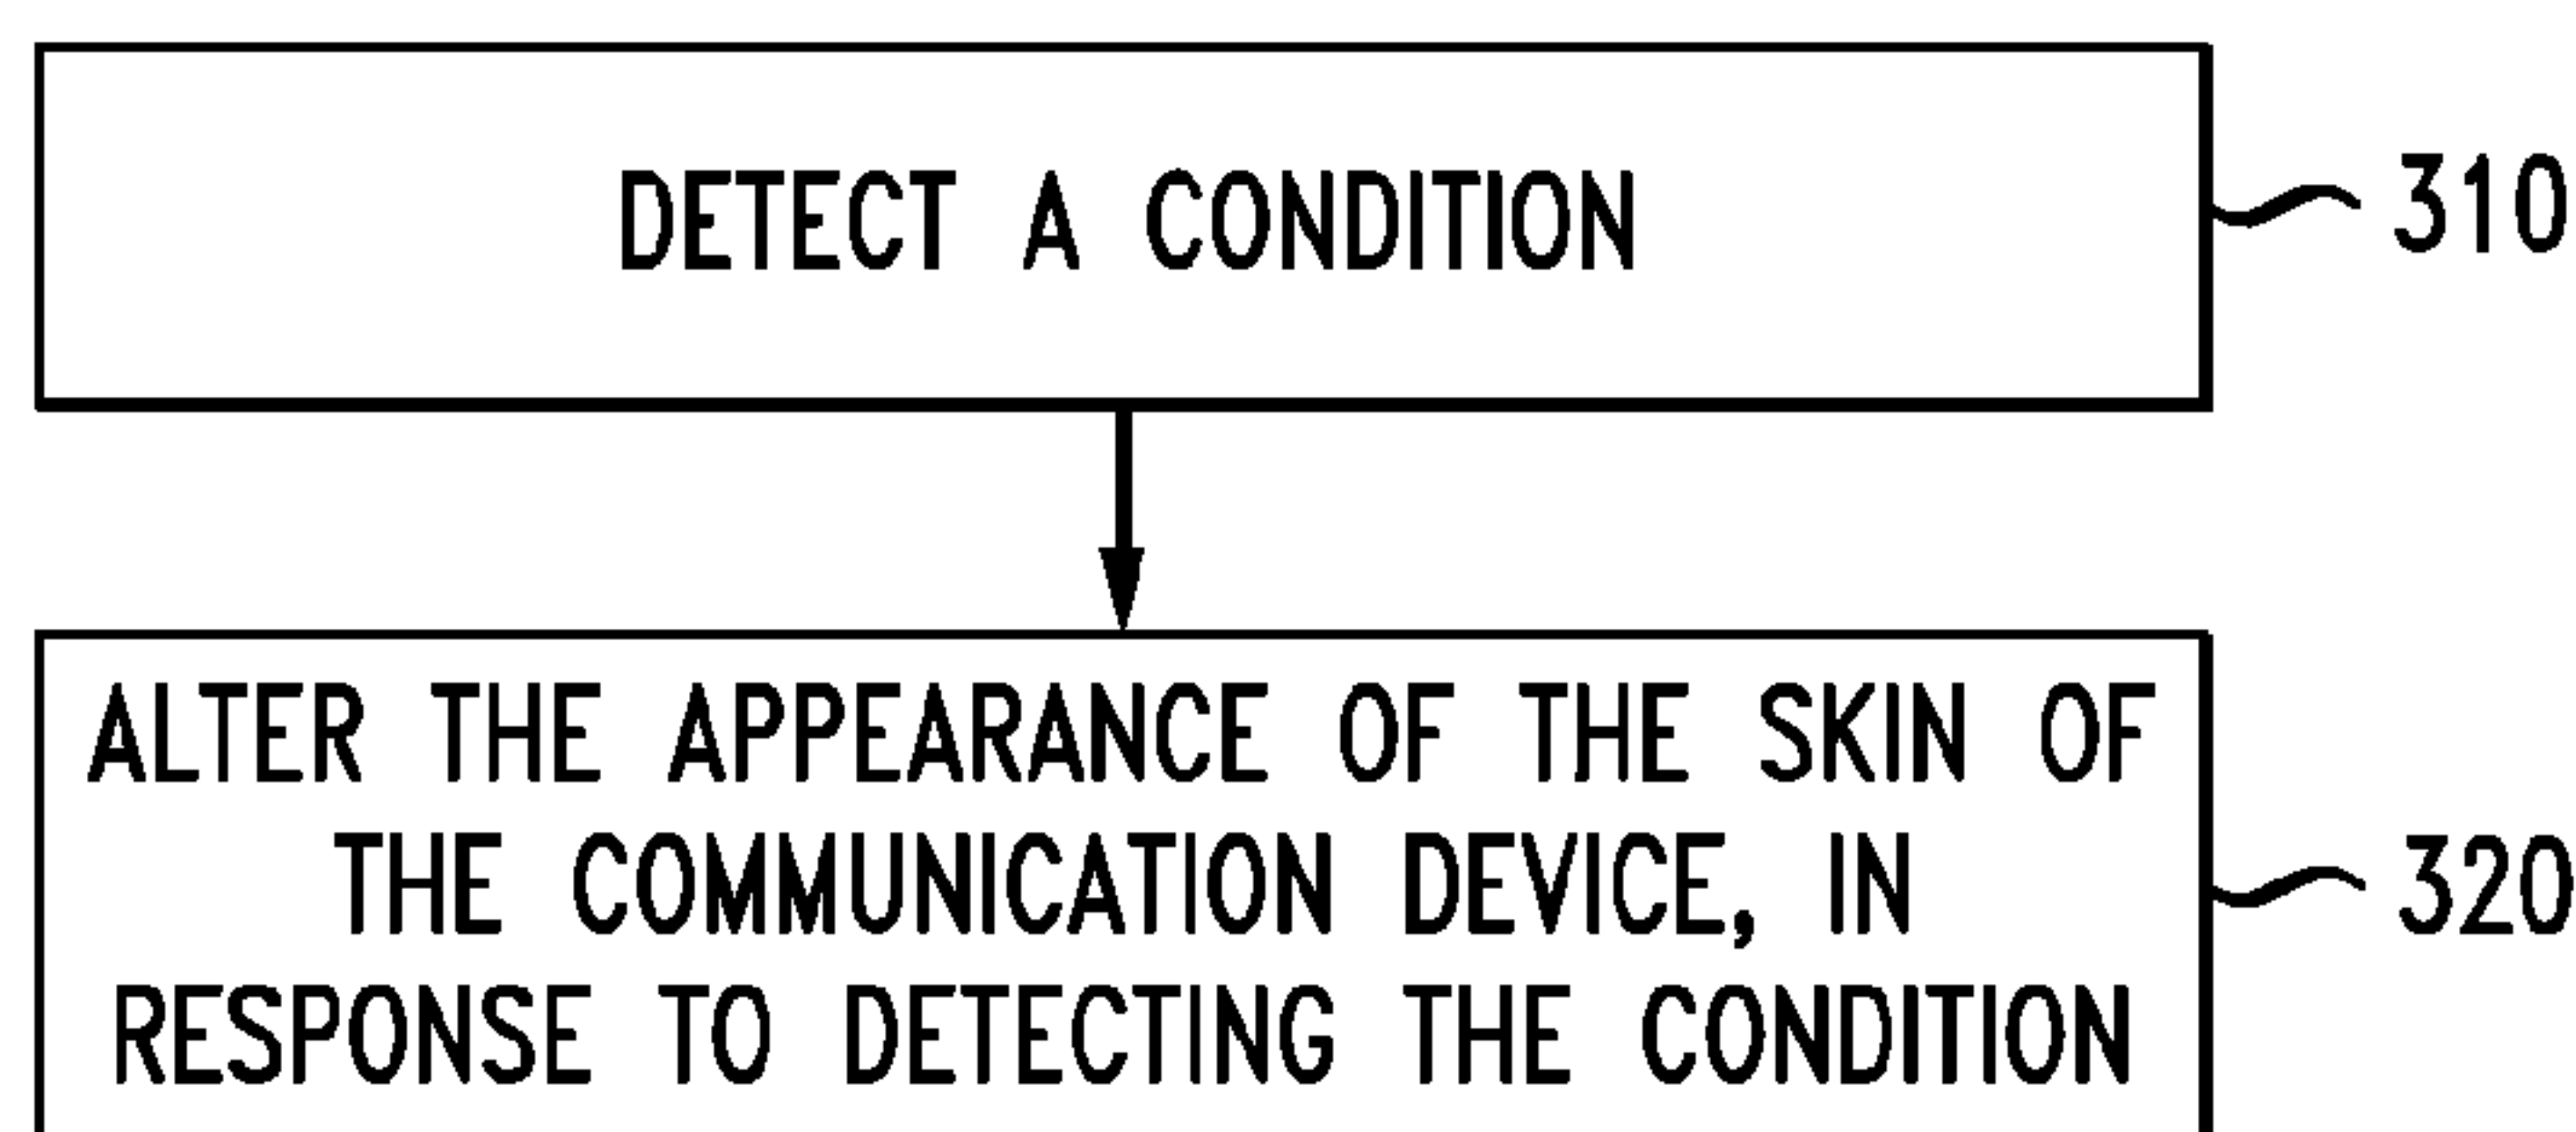 DETECT A CONDITION
310
ALTER THE APPEARANCE OF THE SKIN OF
THE COMMUNICATION DEVICE, IN
320
RESPONSE TO DETECTING THE CONDITION